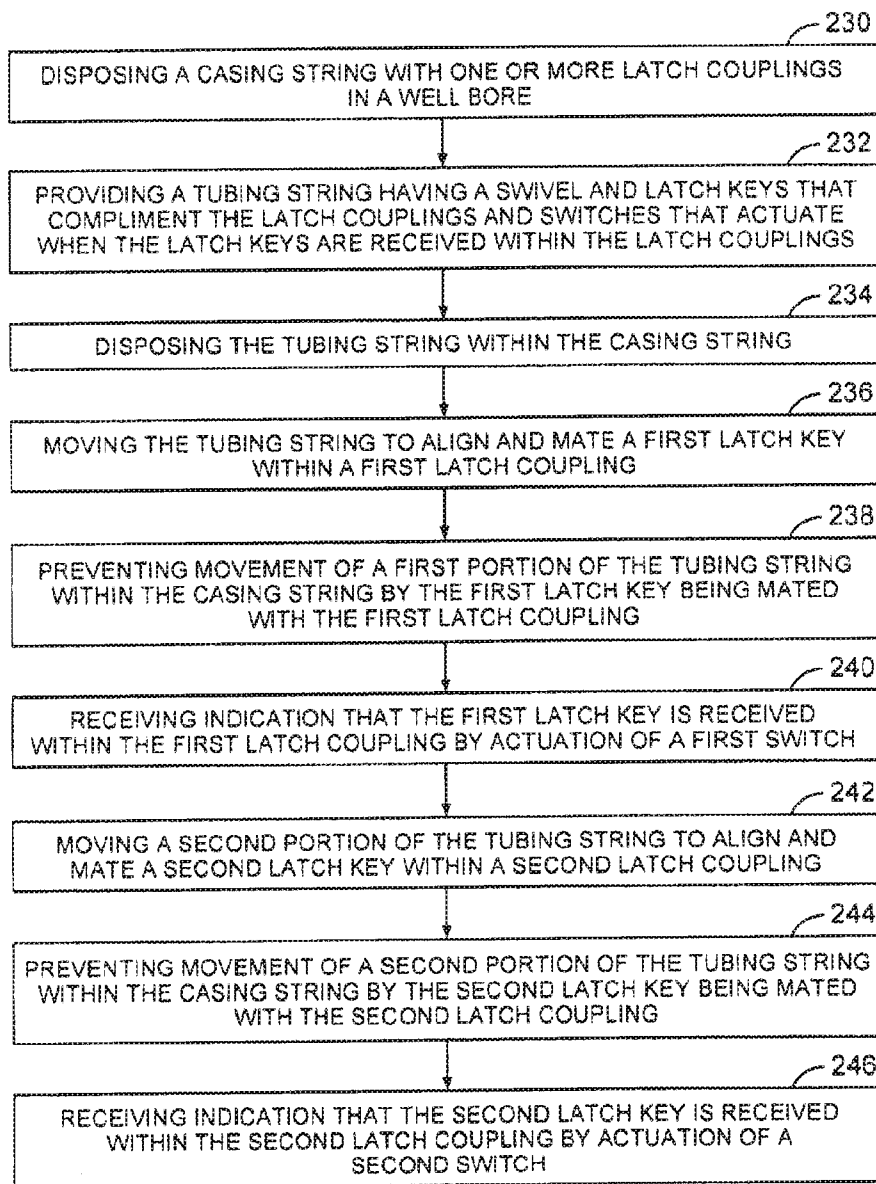 230
DISPOSING A CASING STRING WITH ONE OR MORE LATCH COUPLINGS
IN A WELL BORE
232
PROVIDING A TUBING STRING HAVING A SWIVEL AND LATCH KEYS THAT
COMPLIMENT THE LATCH COUPLINGS AND SWITCHES THAT ACTUATE
WHEN THE LATCH KEYS ARE RECEIVED WITHIN THE LATCH COUPLINGS
234
DISPOSING THE TUBING STRING WITHIN THE CASING STRING
236
MOVING THE TUBING STRING TO ALIGN AND MATE A FIRST LATCH KEY
WITHIN A FIRST LATCH COUPLING
238
PREVENTING MOVEMENT OF A FIRST PORTION OF THE TUBING STRING
WITHIN THE CASING STRING BY THE FIRST LATCH KEY BEING MATED
WITH THE FIRST LATCH COUPLING
240
RECEIVING INDICATION THAT THE FIRST LATCH KEY IS RECEIVED
WITHIN THE FIRST LATCH COUPLING BY ACTUATION OF A FIRST SWITCH
242
MOVING A SECOND PORTION OF THE TUBING STRING TO ALIGN AND
MATE A SECOND LATCH KEY WITHIN A SECOND LATCH COUPLING
244
PREVENTING MOVEMENT OF A SECOND PORTION OF THE TUBING STRING
WITHIN THE CASING STRING BY THE SECOND LATCH KEY BEING MATED
WITH THE SECOND LATCH COUPLING
246
RECEIVING INDICATION THAT THE SECOND LATCH KEY IS RECEIVED
WITHIN THE SECOND LATCH COUPLING BY ACTUATION OF A
SECOND SWITCH